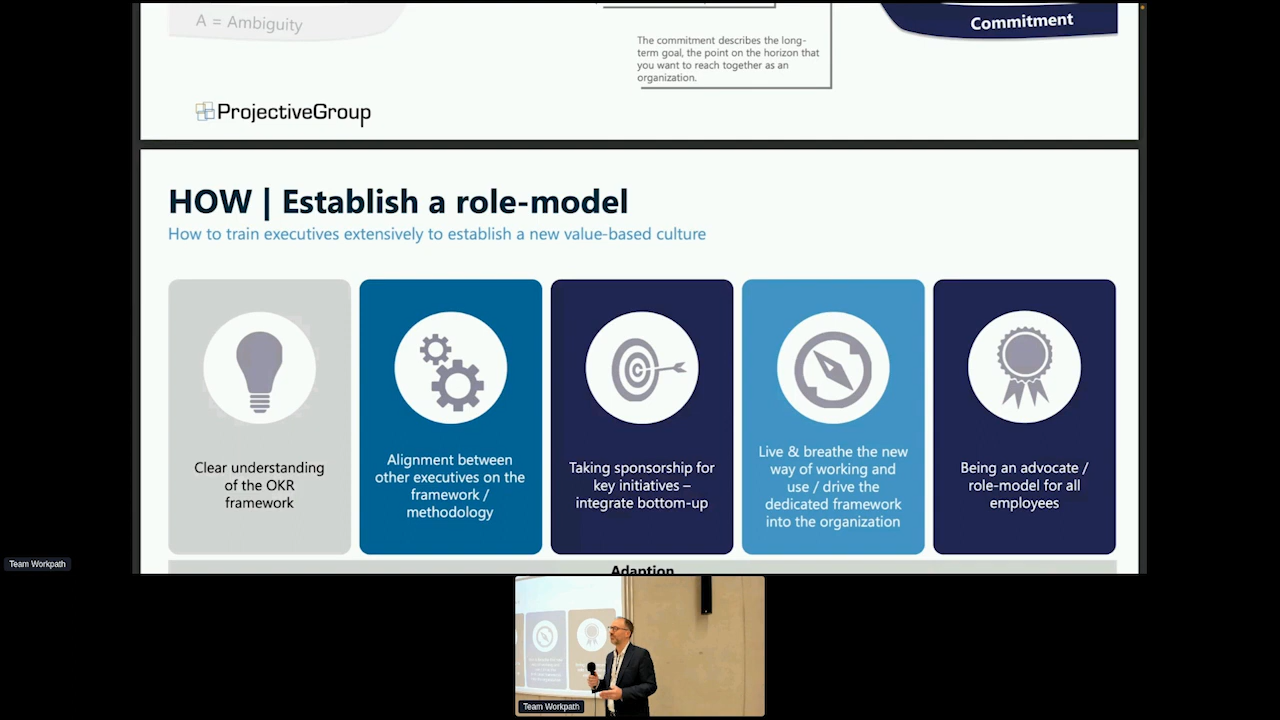 A = Ambiguity
The commitment describes the long-
term goal, the point on the horizon that
you want to reach together as an
organization.
Commitment
ProjectiveGroup
HOW | Establish a role-model
How to train executives extensively to establish a new value-based culture
Clear understanding
of the OKR
framework
Alignment between
other executives on the
framework /
methodology
Taking sponsorship for
key initiatives –
integrate bottom-up
Live & breathe the new
way of working and
use / drive the
dedicated framework
into the organization
Being an advocate /
role-model for all
employees
Adaption
Team Workpath
Team Workpath